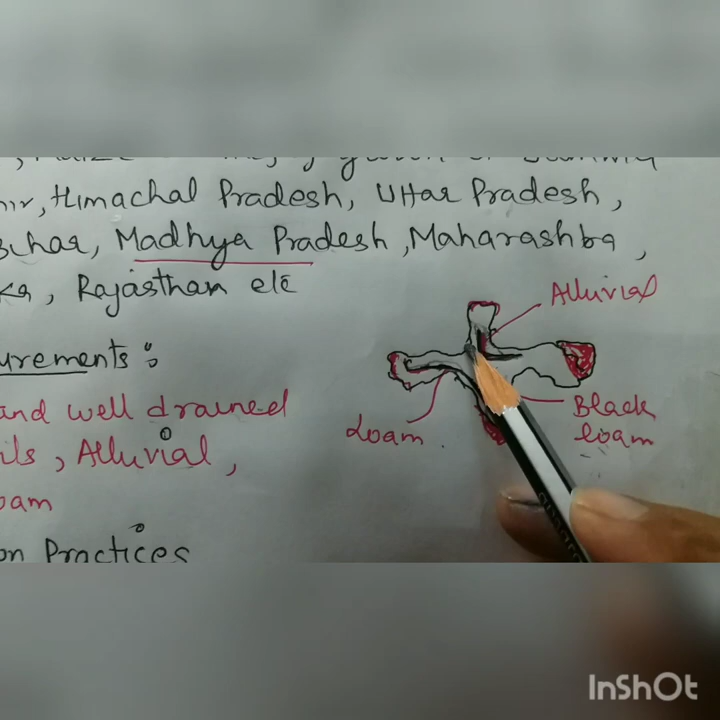 mir, Himachal Pradesh, Uttar Pradesh,
Bihar, Madhya Pradesh, Maharashtra,
ka, Rajasthan etc
Alluvial
urements :
and well drained
Black
loam
Loam
ils, Alluvial,
oam
on Practices
InShOt